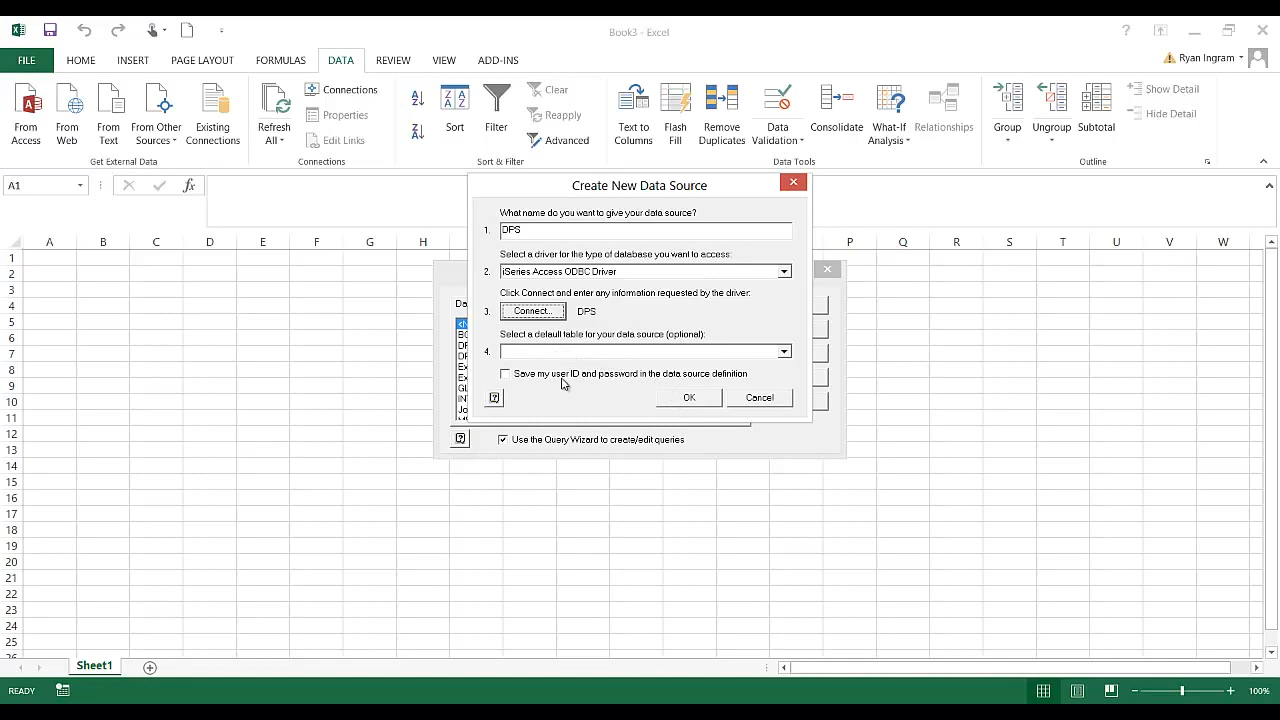 Book3 - Excel
FILE HOME INSERT PAGE LAYOUT FORMULAS DATA REVIEW VIEW ADD-INS
Ryan Ingram
From Access
From Web
From Text
From Other Sources
Existing Connections
Get External Data
Refresh All
Connections
Properties
Edit Links
Connections
Sort
Filter
Clear
Reapply
Advanced
Sort & Filter
Text to Columns
Flash Fill
Remove Duplicates
Data Validation
Consolidate
What-If Analysis
Relationships
Data Tools
Group
Ungroup
Subtotal
Show Detail
Hide Detail
Outline
A1
Create New Data Source
What name do you want to give your data source?
1. DPS
Select a driver for the type of database you want to access:
2. iSeries Access ODBC Driver
Click Connect and enter any information requested by the driver:
3. Connect... DPS
Select a default table for your data source (optional):
4.
Save my user ID and password in the data source definition
OK Cancel
Use the Query Wizard to create/edit queries
A B C D E F G H P Q R S T U V W
1
2
3
4
5
6
7
8
9
10
11
12
13
14
15
16
17
18
19
20
21
22
23
24
25
Sheet1
READY
100%